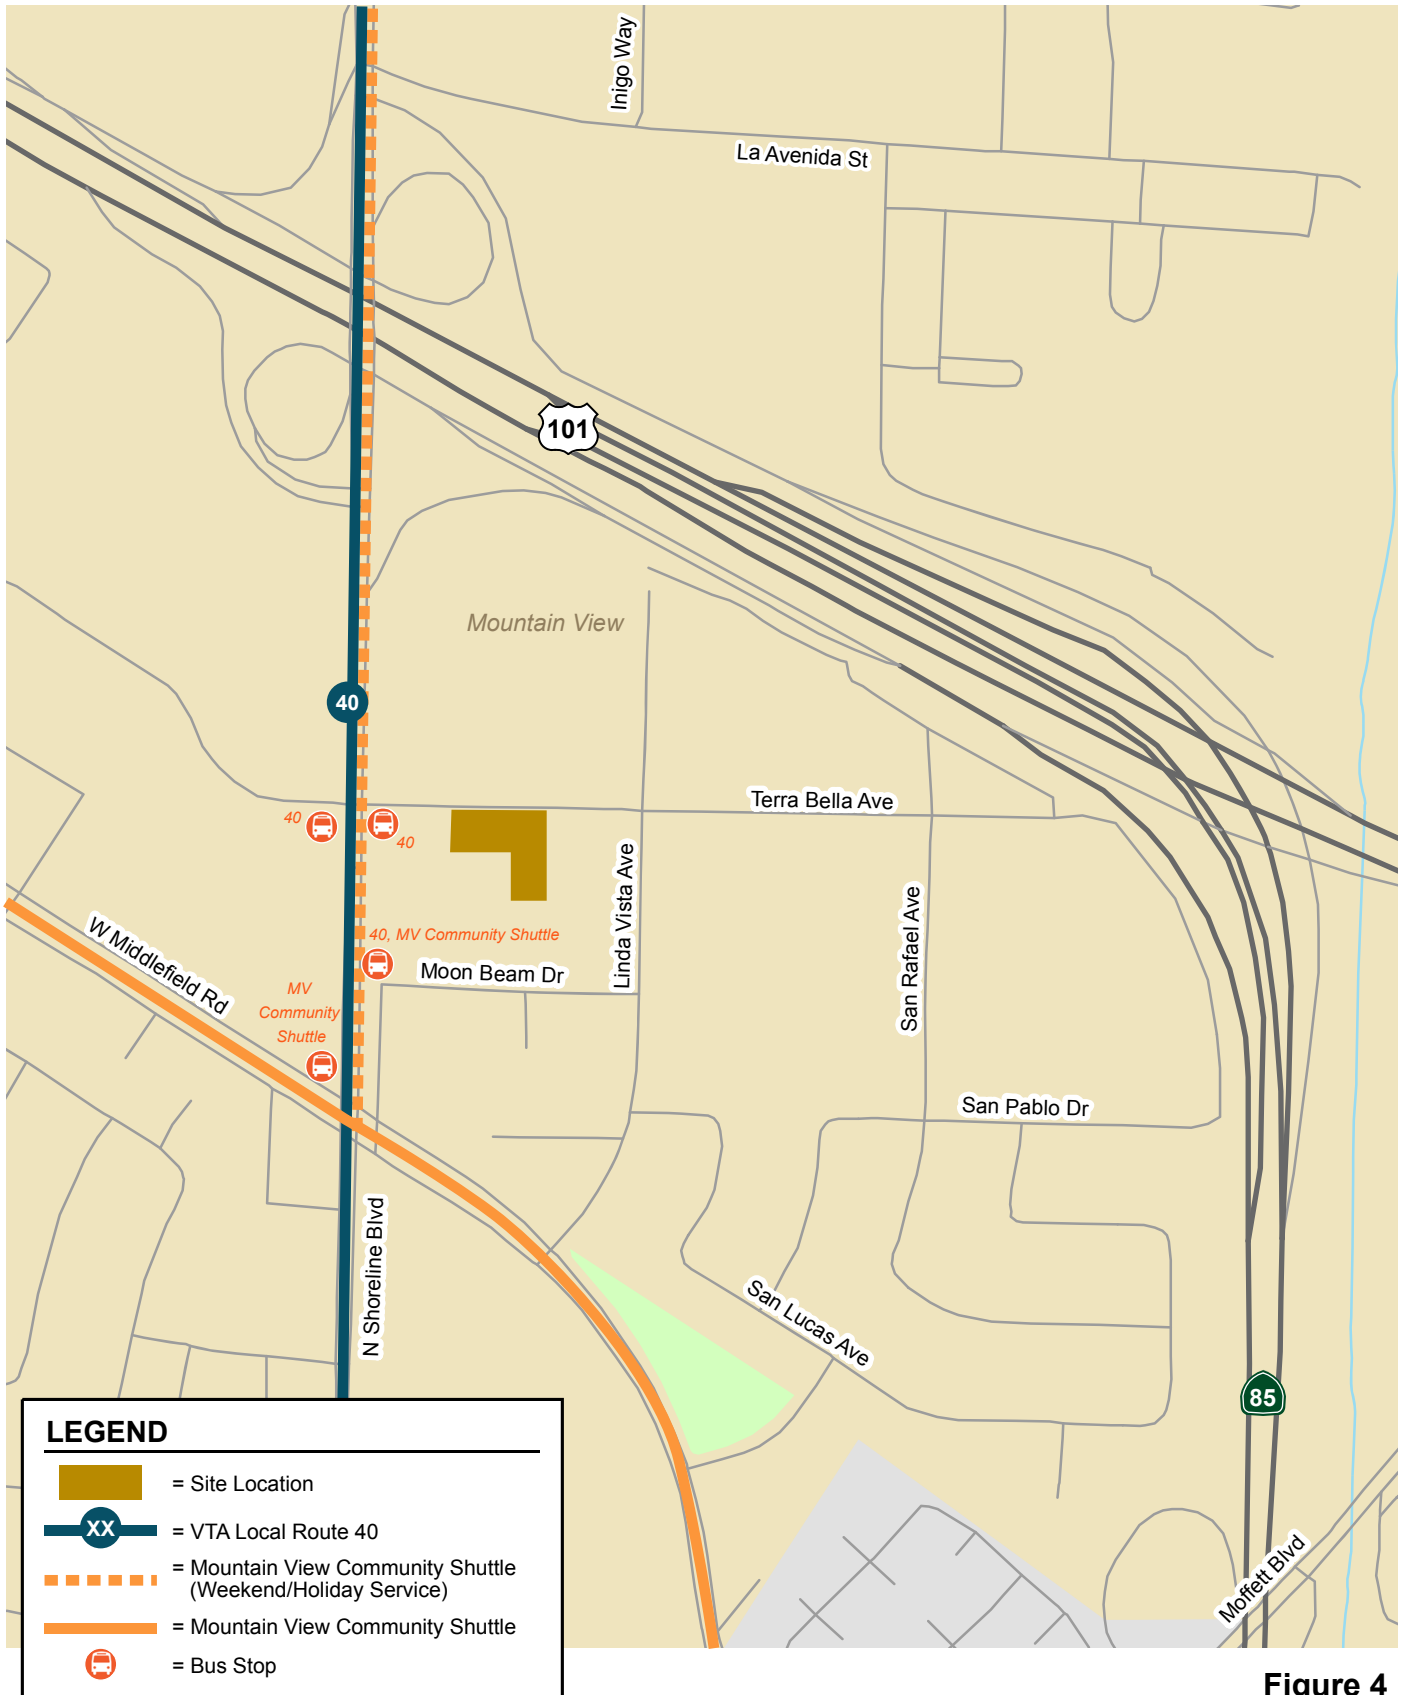 Inigo Way
La Avenida St
101
Mountain View
40
Terra Bella Ave
40
40
Linda Vista Ave
San Rafael Ave
W Middlefield Rd
40, MV Community Shuttle
Moon Beam Dr
MV
Community
Shuttle
San Pablo Dr
N Shoreline Blvd
San Lucas Ave
85
Moffett Blvd
LEGEND
= Site Location
XX
= VTA Local Route 40
= Mountain View Community Shuttle
(Weekend/Holiday Service)
= Mountain View Community Shuttle
= Bus Stop
Figure 4